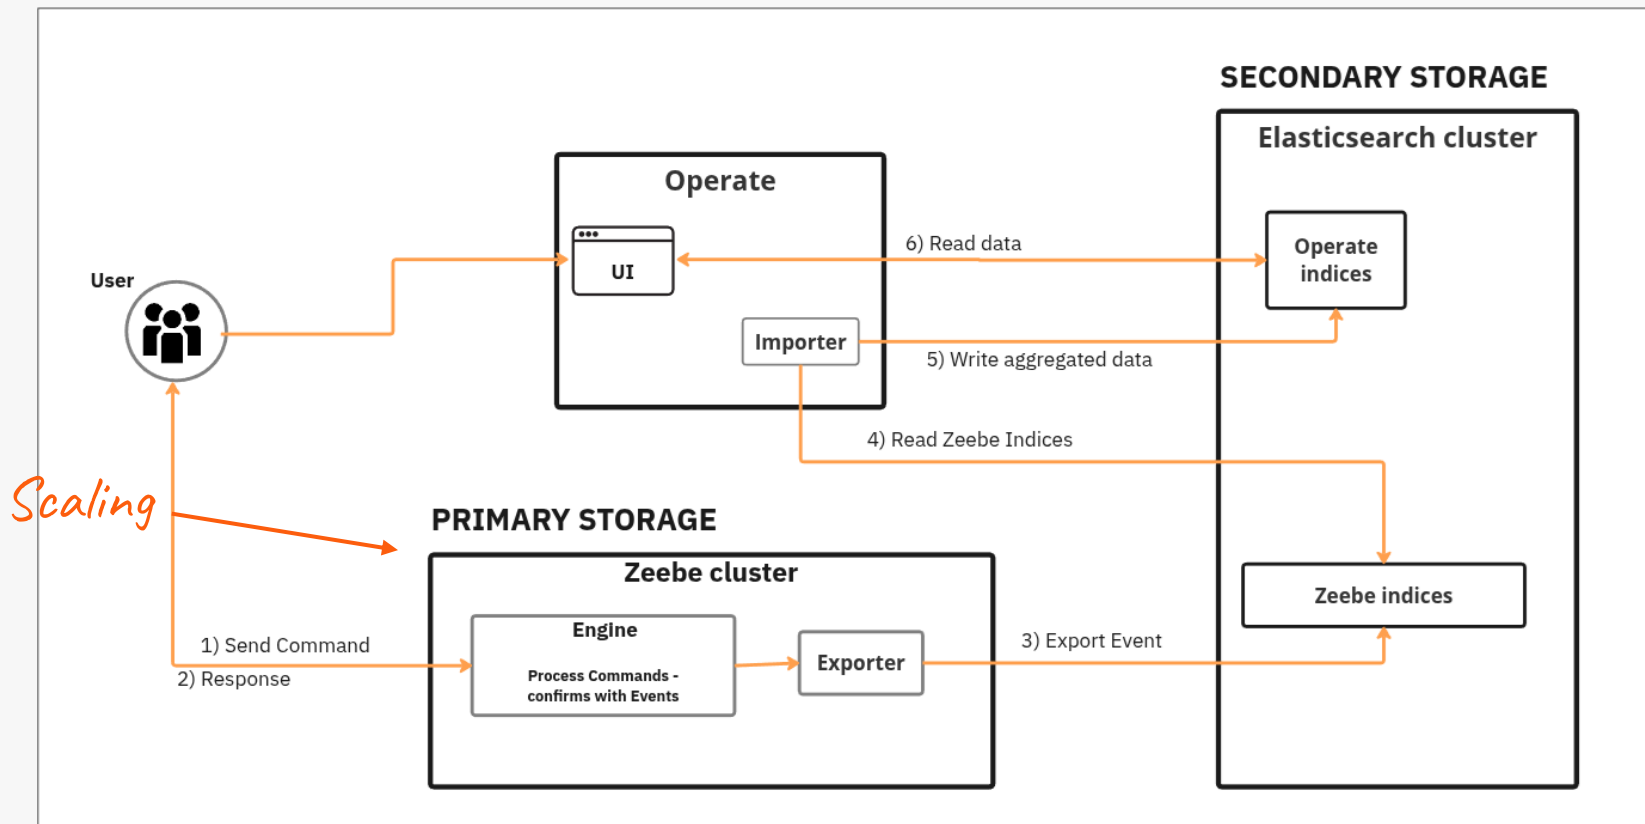 SECONDARY STORAGE
Elasticsearch cluster
Operate
UI
6) Read data
Operate
indices
User
Importer
5) Write aggregated data
4) Read Zeebe Indices
Scaling
PRIMARY STORAGE
Zeebe cluster
Engine
Process Commands -
confirms with Events
Exporter
Zeebe indices
1) Send Command
2) Response
3) Export Event